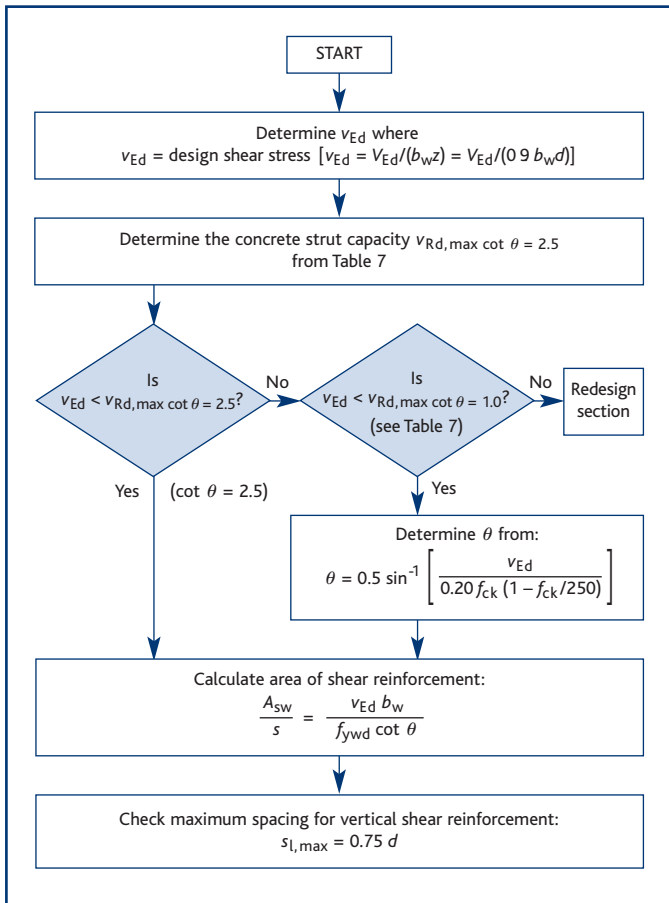 START
Determine vEd where
vEd = design shear stress [vEd = VEd/(bwz) = VEd/(0 9 bwd)]
Determine the concrete strut capacity vRd, max cot θ = 2.5
from Table 7
Is
vEd < vRd, max cot θ = 2.5?
No
Is
vEd < vRd, max cot θ = 1.0?
(see Table 7)
No
Redesign
section
Yes (cot θ = 2.5)
Yes
Determine θ from:
θ = 0.5 sin-1 [ vEd / 0.20 fck (1 – fck/250) ]
Calculate area of shear reinforcement:
Asw / s = vEd bw / fywd cot θ
Check maximum spacing for vertical shear reinforcement:
sl, max = 0.75 d